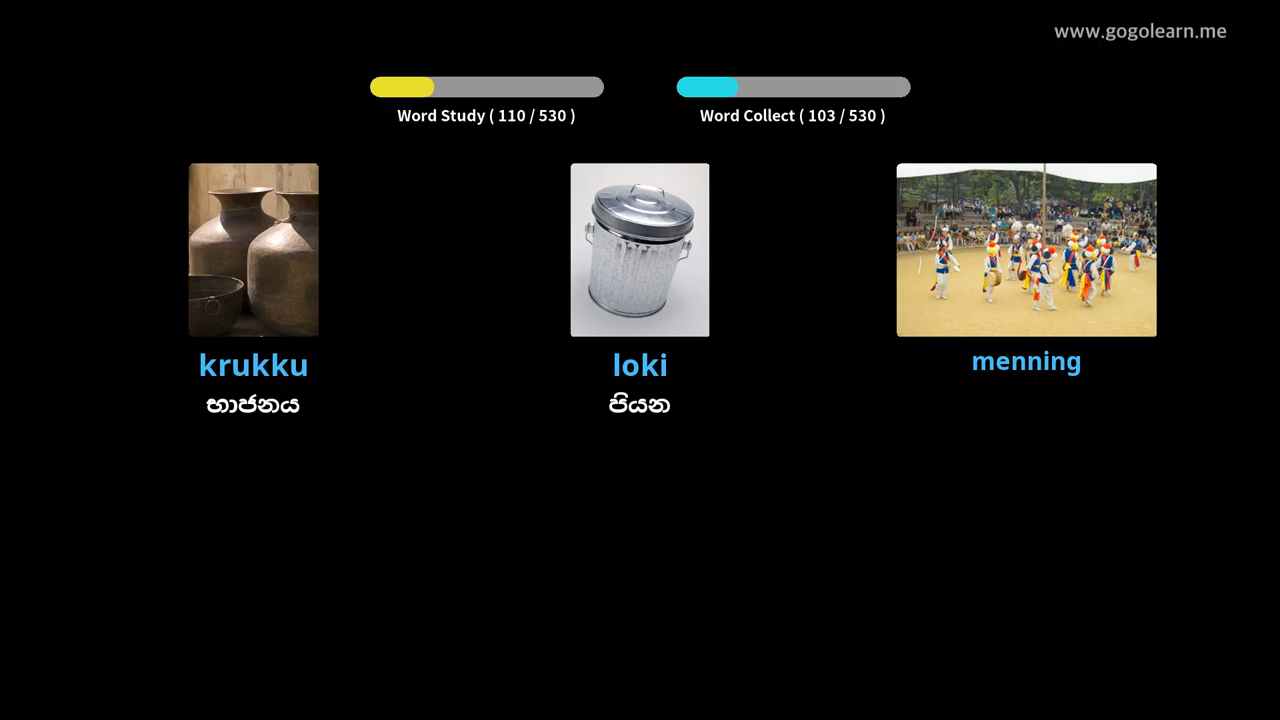 www.gogolearn.me
Word Study ( 110 / 530 )
Word Collect ( 103 / 530 )
krukku
loki
menning
භාජනය
පියන